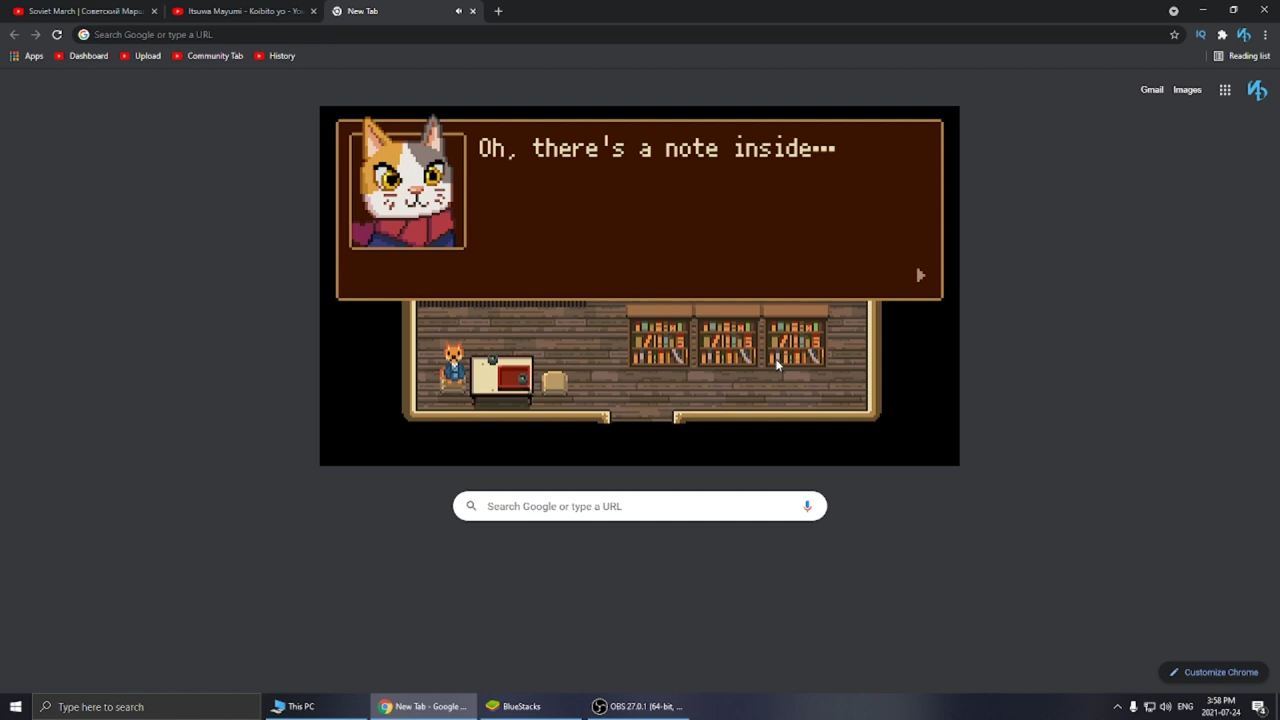 Soviet March | Советский Марш
Itsuwa Mayumi - Koibito yo - You
New Tab
Search Google or type a URL
Apps
Dashboard
Upload
Community Tab
History
Reading list
Gmail
Images
Oh, there's a note inside…
Search Google or type a URL
Customize Chrome
Type here to search
This PC
New Tab - Google ...
BlueStacks
OBS 27.0.1 (64-bit, ...
ENG
3:58 PM
2021-07-24